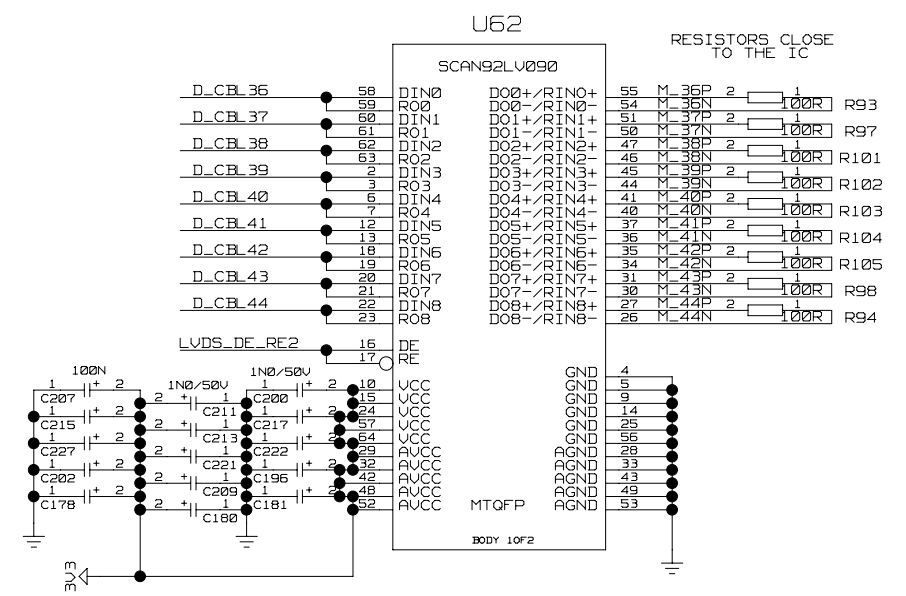 U62
RESISTORS CLOSE
TO THE IC
SCAN92LV090
D_CBL36 58 DIN0 DO0+/RIN0+ 55 M_36P 2 1
59 RO0 DO0-/RIN0- 54 M_36N 100R R93
D_CBL37 60 DIN1 DO1+/RIN1+ 51 M_37P 2 1
61 RO1 DO1-/RIN1- 50 M_37N 100R R97
D_CBL38 62 DIN2 DO2+/RIN2+ 47 M_38P 2 1
63 RO2 DO2-/RIN2- 46 M_38N 100R R101
D_CBL39 2 DIN3 DO3+/RIN3+ 45 M_39P 2 1
3 RO3 DO3-/RIN3- 44 M_39N 100R R102
D_CBL40 6 DIN4 DO4+/RIN4+ 41 M_40P 2 1
7 RO4 DO4-/RIN4- 40 M_40N 100R R103
D_CBL41 12 DIN5 DO5+/RIN5+ 37 M_41P 2 1
13 RO5 DO5-/RIN5- 36 M_41N 100R R104
D_CBL42 18 DIN6 DO6+/RIN6+ 35 M_42P 2 1
19 RO6 DO6-/RIN6- 34 M_42N 100R R105
D_CBL43 20 DIN7 DO7+/RIN7+ 31 M_43P 2 1
21 RO7 DO7-/RIN7- 30 M_43N 100R R98
D_CBL44 22 DIN8 DO8+/RIN8+ 27 M_44P 2 1
23 RO8 DO8-/RIN8- 26 M_44N 100R R94
LVDS_DE_RE2 16 DE
17 RE
100N 1N0/50V 1N0/50V GND 4
1 + 2 1 + 2 10 VCC GND 5
C207 C200
2 + 1 15 VCC GND 9
C211
1 + 2 1 + 2 24 VCC GND 14
C215 C217
2 + 1 57 VCC GND 25
C213
1 + 2 1 + 2 64 VCC GND 56
C227 C222
2 + 1 29 AVCC AGND 28
C221
1 + 2 1 + 2 32 AVCC AGND 33
C202 C196
2 + 1 42 AVCC AGND 43
C209
1 + 2 1 + 2 48 AVCC AGND 49
C178 C181
2 + 1 52 AVCC MTQFP AGND 53
C180
BODY 1OF2
3V3